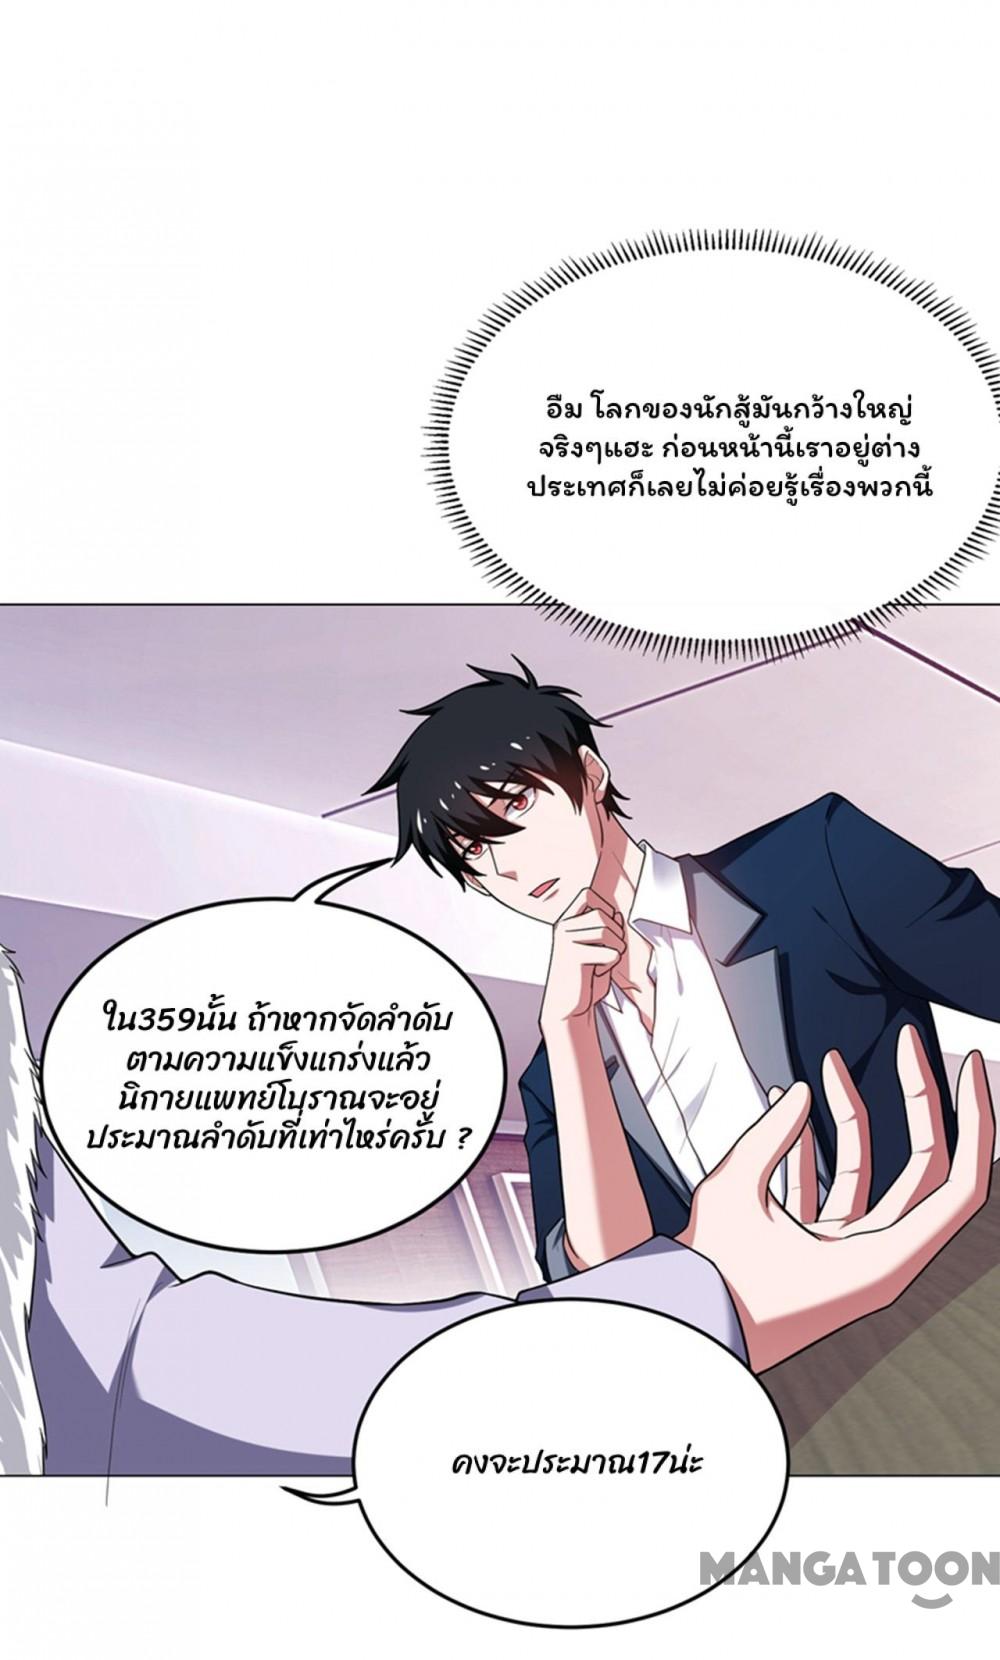 อืม โลกของนักสู้มันกว้างใหญ่
จริงๆแฮะ ก่อนหน้านี้เราอยู่ต่าง
ประเทศก็เลยไม่ค่อยรู้เรื่องพวกนี้
ใน359นั้น ถ้าหากจัดลำดับ
ตามความแข็งแกร่งแล้ว
นิกายแพทย์โบราณจะอยู่
ประมาณลำดับที่เท่าไหร่ครับ ?
คงจะประมาณ17น่ะ
MANGATOON